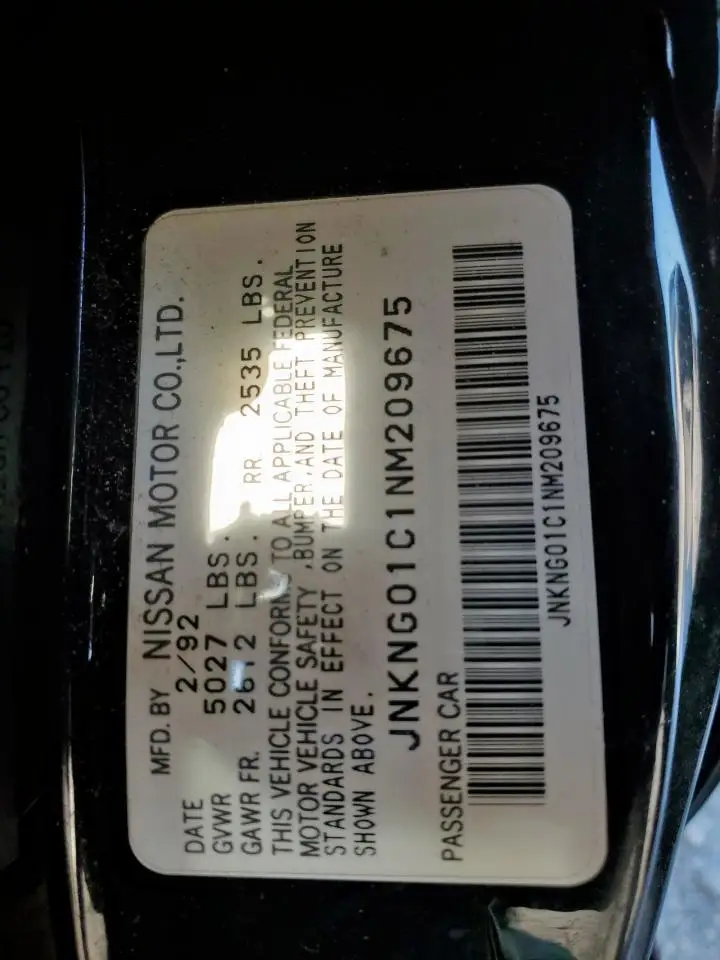 MFD. BY NISSAN MOTOR CO.,LTD.
DATE 2/92
GVWR 5027 LBS.
GAWR FR. 2612 LBS. RR. 2535 LBS.
THIS VEHICLE CONFORMS TO ALL APPLICABLE FEDERAL
MOTOR VEHICLE SAFETY ,BUMPER,AND THEFT PREVENTION
STANDARDS IN EFFECT ON THE DATE OF MANUFACTURE
SHOWN ABOVE.
JNKNG01C1NM209675
PASSENGER CAR
JNKNG01C1NM209675